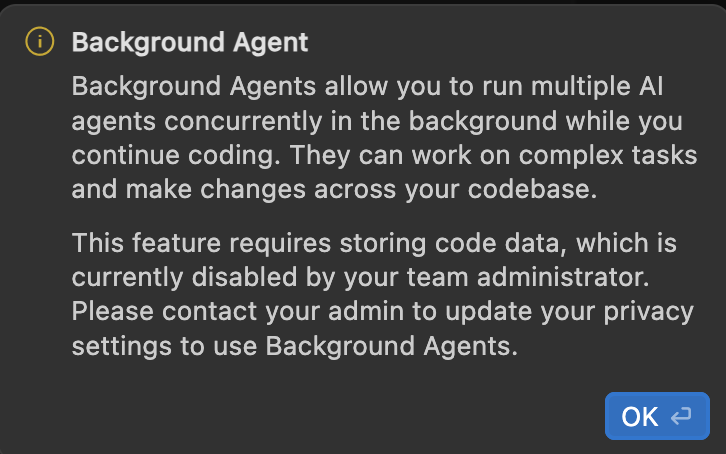 Background Agent
Background Agents allow you to run multiple AI
agents concurrently in the background while you
continue coding. They can work on complex tasks
and make changes across your codebase.
This feature requires storing code data, which is
currently disabled by your team administrator.
Please contact your admin to update your privacy
settings to use Background Agents.
OK